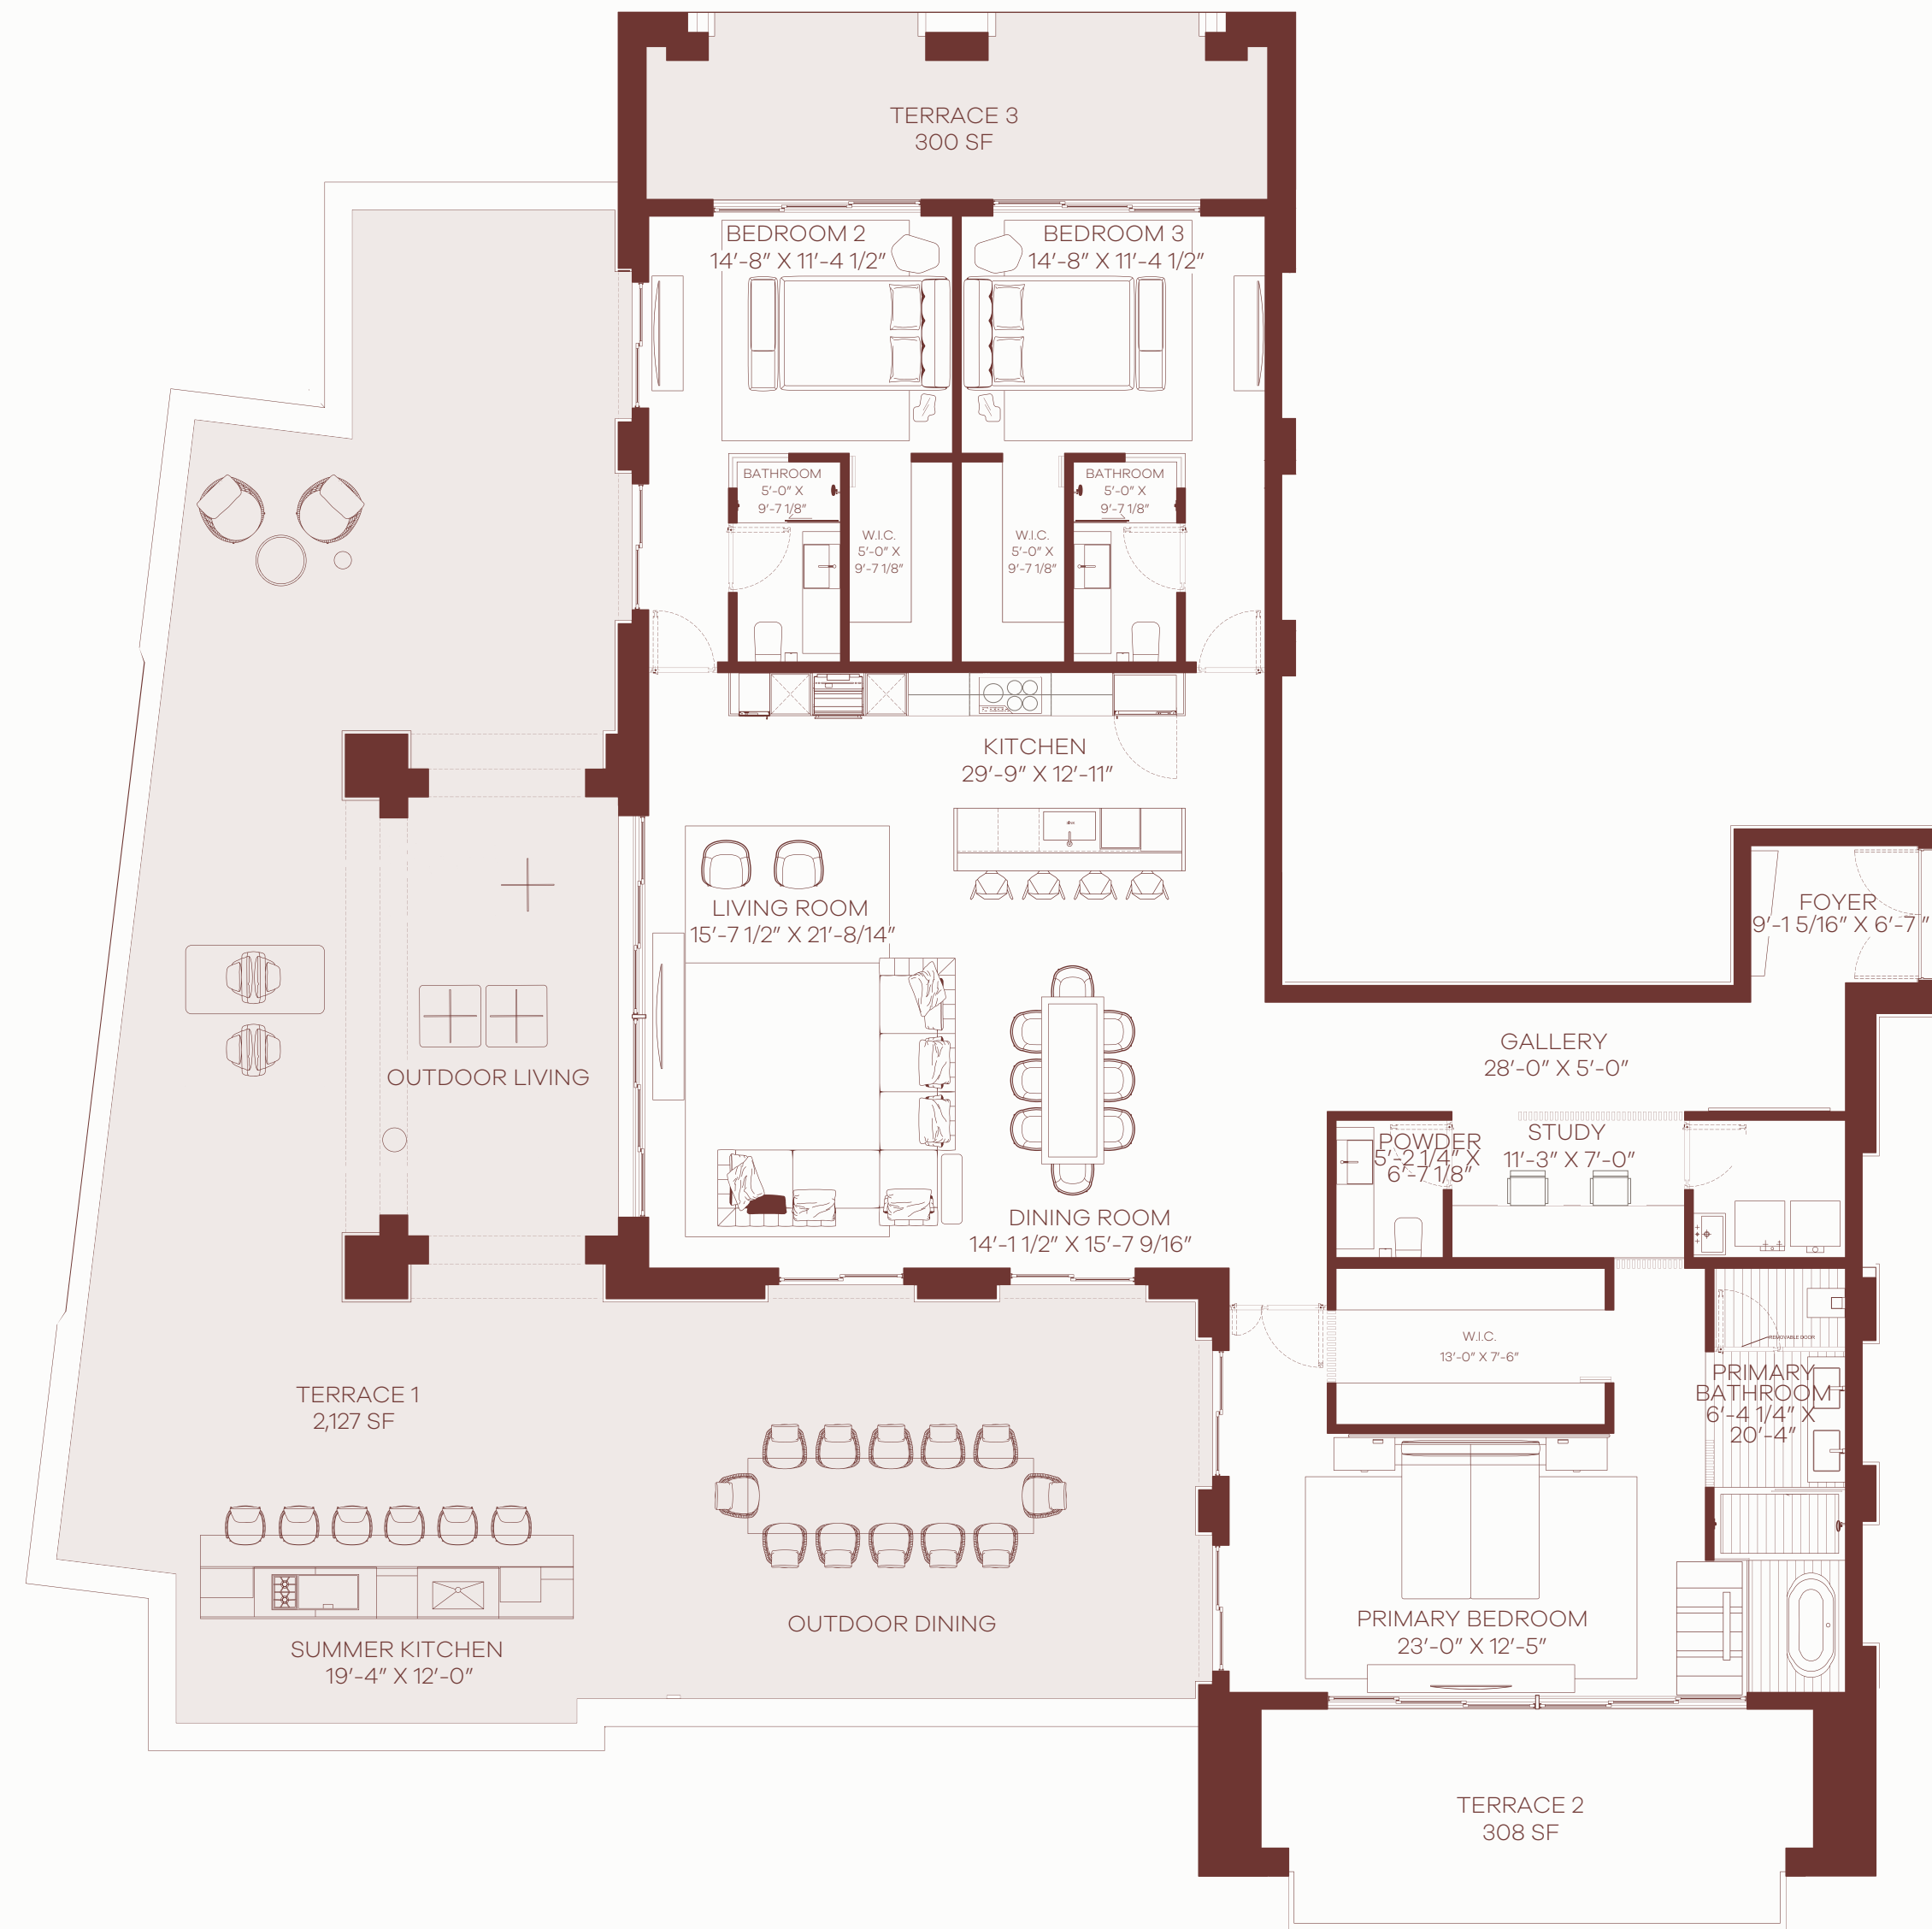 TERRACE 3
300 SF
BEDROOM 2
14′-8″ X 11′-4 1/2″
BEDROOM 3
14′-8″ X 11′-4 1/2″
BATHROOM
5′-0″ X
9′-7 1/8″
W.I.C.
5′-0″ X
9′-7 1/8″
W.I.C.
5′-0″ X
9′-7 1/8″
BATHROOM
5′-0″ X
9′-7 1/8″
KITCHEN
29′-9″ X 12′-11″
LIVING ROOM
15′-7 1/2″ X 21′-8/14″
FOYER
9′-1 5/16″ X 6′-7 ″
OUTDOOR LIVING
GALLERY
28′-0″ X 5′-0″
POWDER
5′-2 1/4″ X
6′-7 1/8″
STUDY
11′-3″ X 7′-0″
DINING ROOM
14′-1 1/2″ X 15′-7 9/16″
W.I.C.
13′-0″ X 7′-6″
REMOVABLE DOOR
PRIMARY
BATHROOM
6′-4 1/4″ X
20′-4″
TERRACE 1
2,127 SF
SUMMER KITCHEN
19′-4″ X 12′-0″
OUTDOOR DINING
PRIMARY BEDROOM
23′-0″ X 12′-5″
TERRACE 2
308 SF